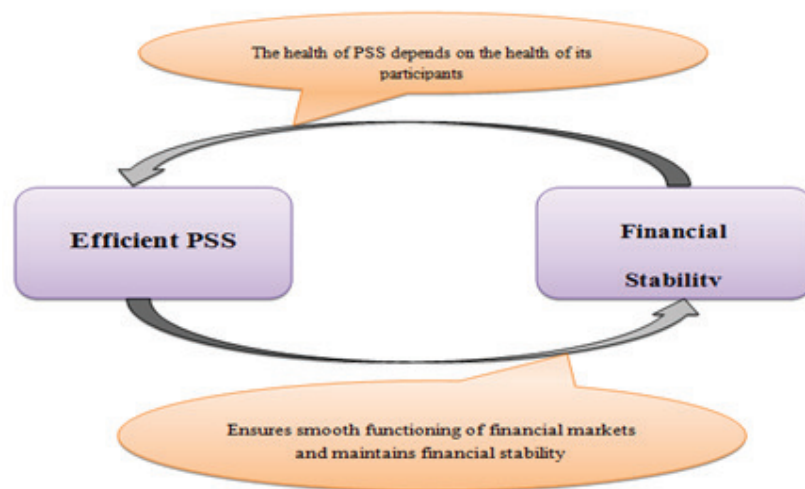 The health of PSS depends on the health of its
participants
Efficient PSS
Financial
Stability
Ensures smooth functioning of financial markets
and maintains financial stability